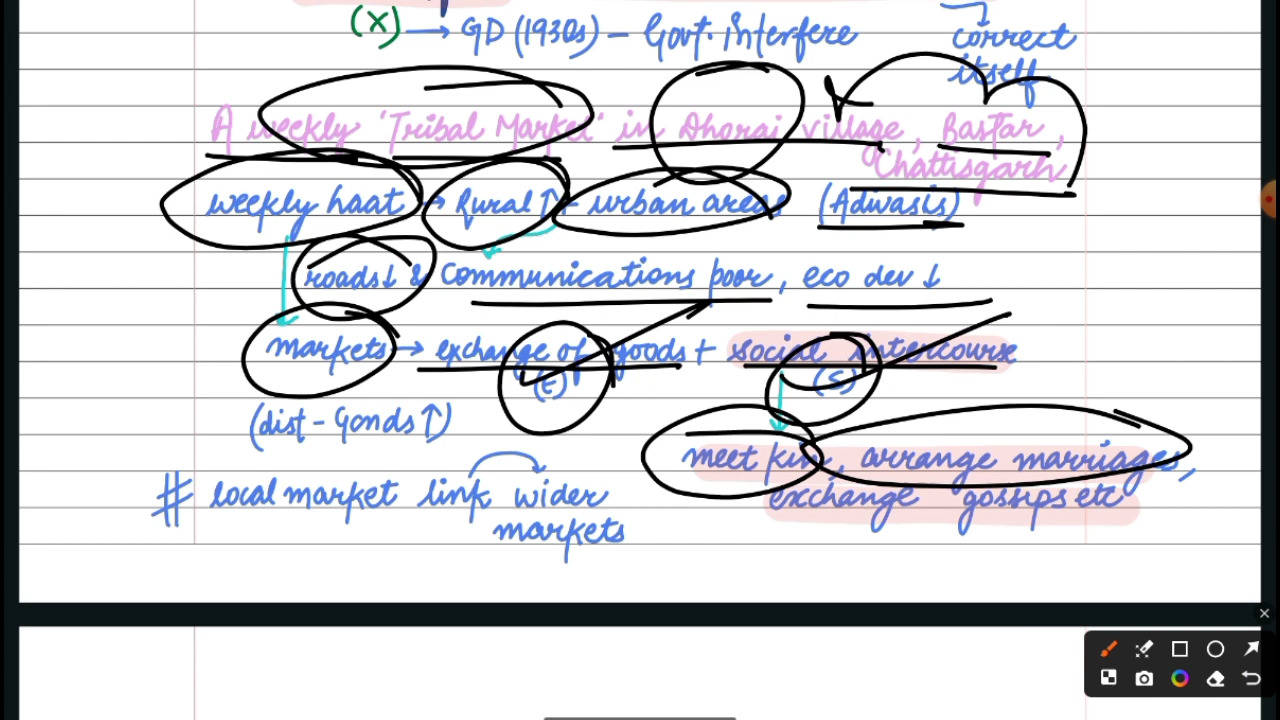 (X) → GD (1930s) – Govt. interfere
correct
itself
A weekly 'Tribal Market' in Dhorai village, Bastar,
Chattisgarh
weekly haat → Rural ↑ + urban areas (Adivasis)
roads↓ & communications poor, eco dev ↓
markets → exchange of goods + social intercourse
(E) (S)
(dist – Gonds ↑)
meet kin, arrange marriages,
exchange gossips etc
# local market link wider
markets